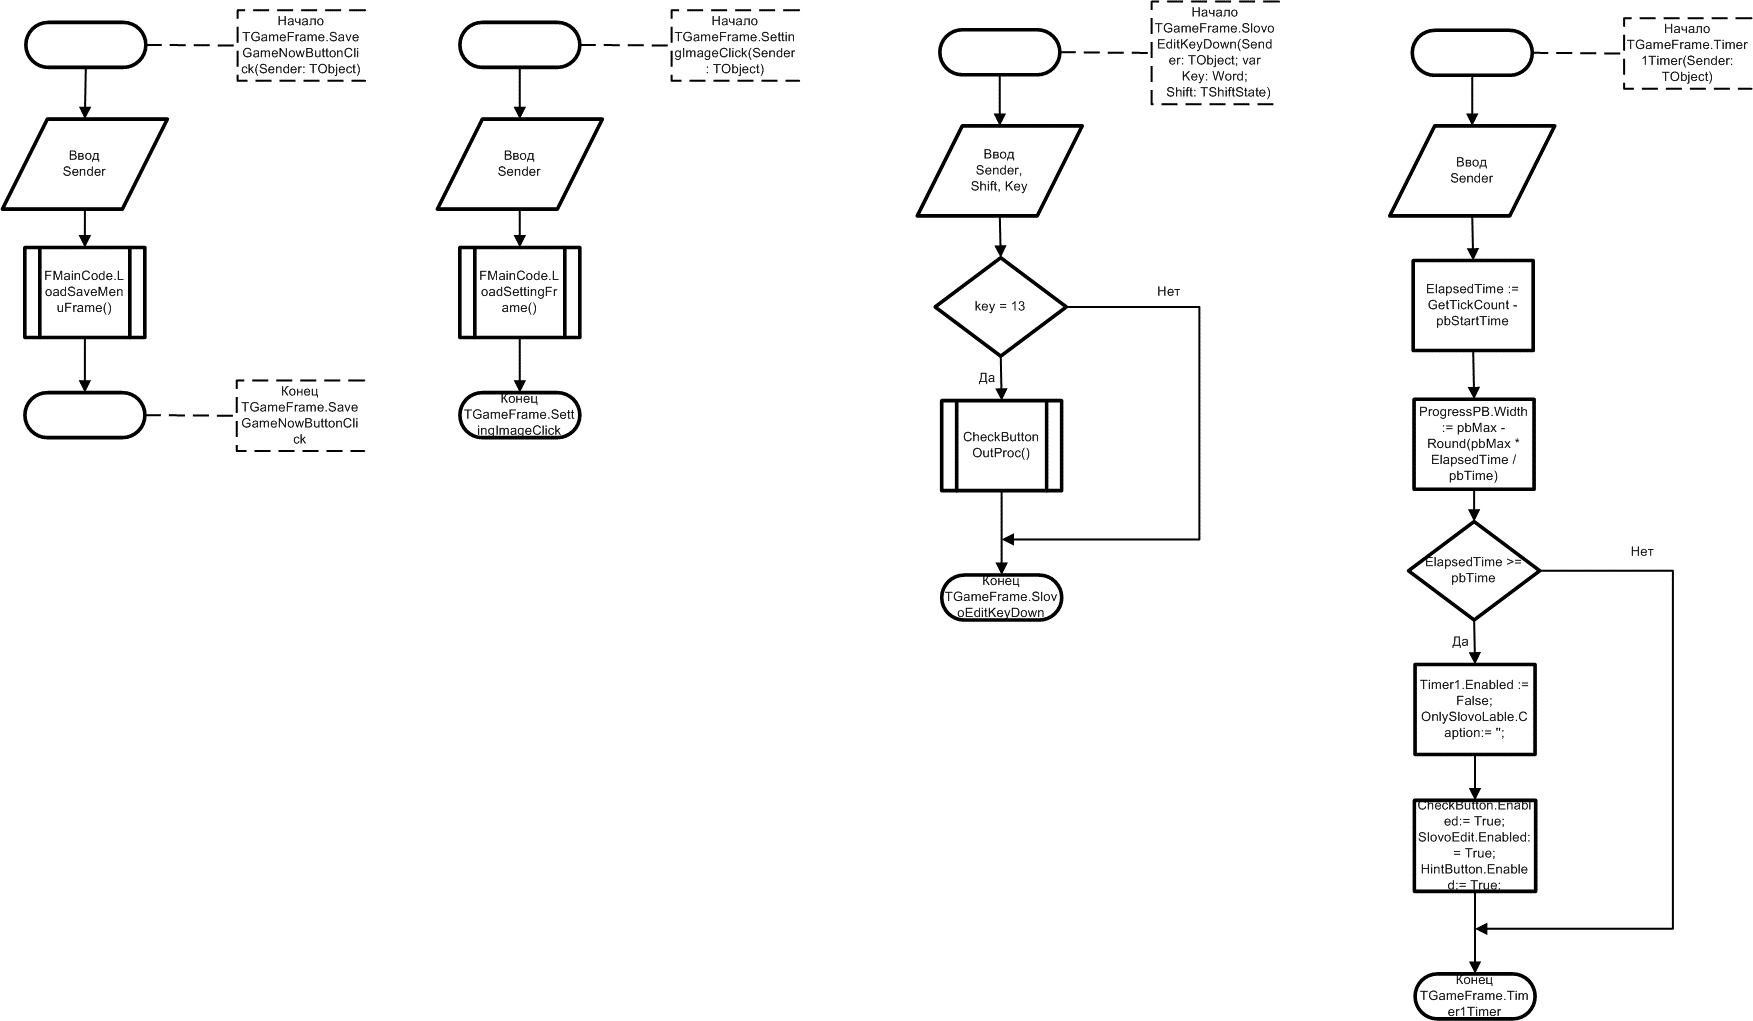 Начало
TGameFrame.Save
GameNowButtonCli
ck(Sender: TObject)
Ввод
Sender
FMainCode.L
oadSaveMen
uFrame()
Конец
TGameFrame.Save
GameNowButtonCli
ck
Начало
TGameFrame.Settin
gImageClick(Sender
: TObject)
Ввод
Sender
FMainCode.L
oadSettingFr
ame()
Конец
TGameFrame.Sett
ingImageClick
Начало
TGameFrame.Slovo
EditKeyDown(Send
er: TObject; var
Key: Word;
Shift: TShiftState)
Ввод
Sender,
Shift, Key
key = 13
Нет
Да
CheckButton
OutProc()
Конец
TGameFrame.Slov
oEditKeyDown
Начало
TGameFrame.Timer
1Timer(Sender:
TObject)
Ввод
Sender
ElapsedTime :=
GetTickCount -
pbStartTime
ProgressPB.Width
:= pbMax -
Round(pbMax *
ElapsedTime /
pbTime)
ElapsedTime >=
pbTime
Нет
Да
Timer1.Enabled :=
False;
OnlySlovoLable.C
aption:= '';
CheckButton.Enabl
ed:= True;
SlovoEdit.Enabled:
= True;
HintButton.Enable
d:= True;
Конец
TGameFrame.Tim
er1Timer